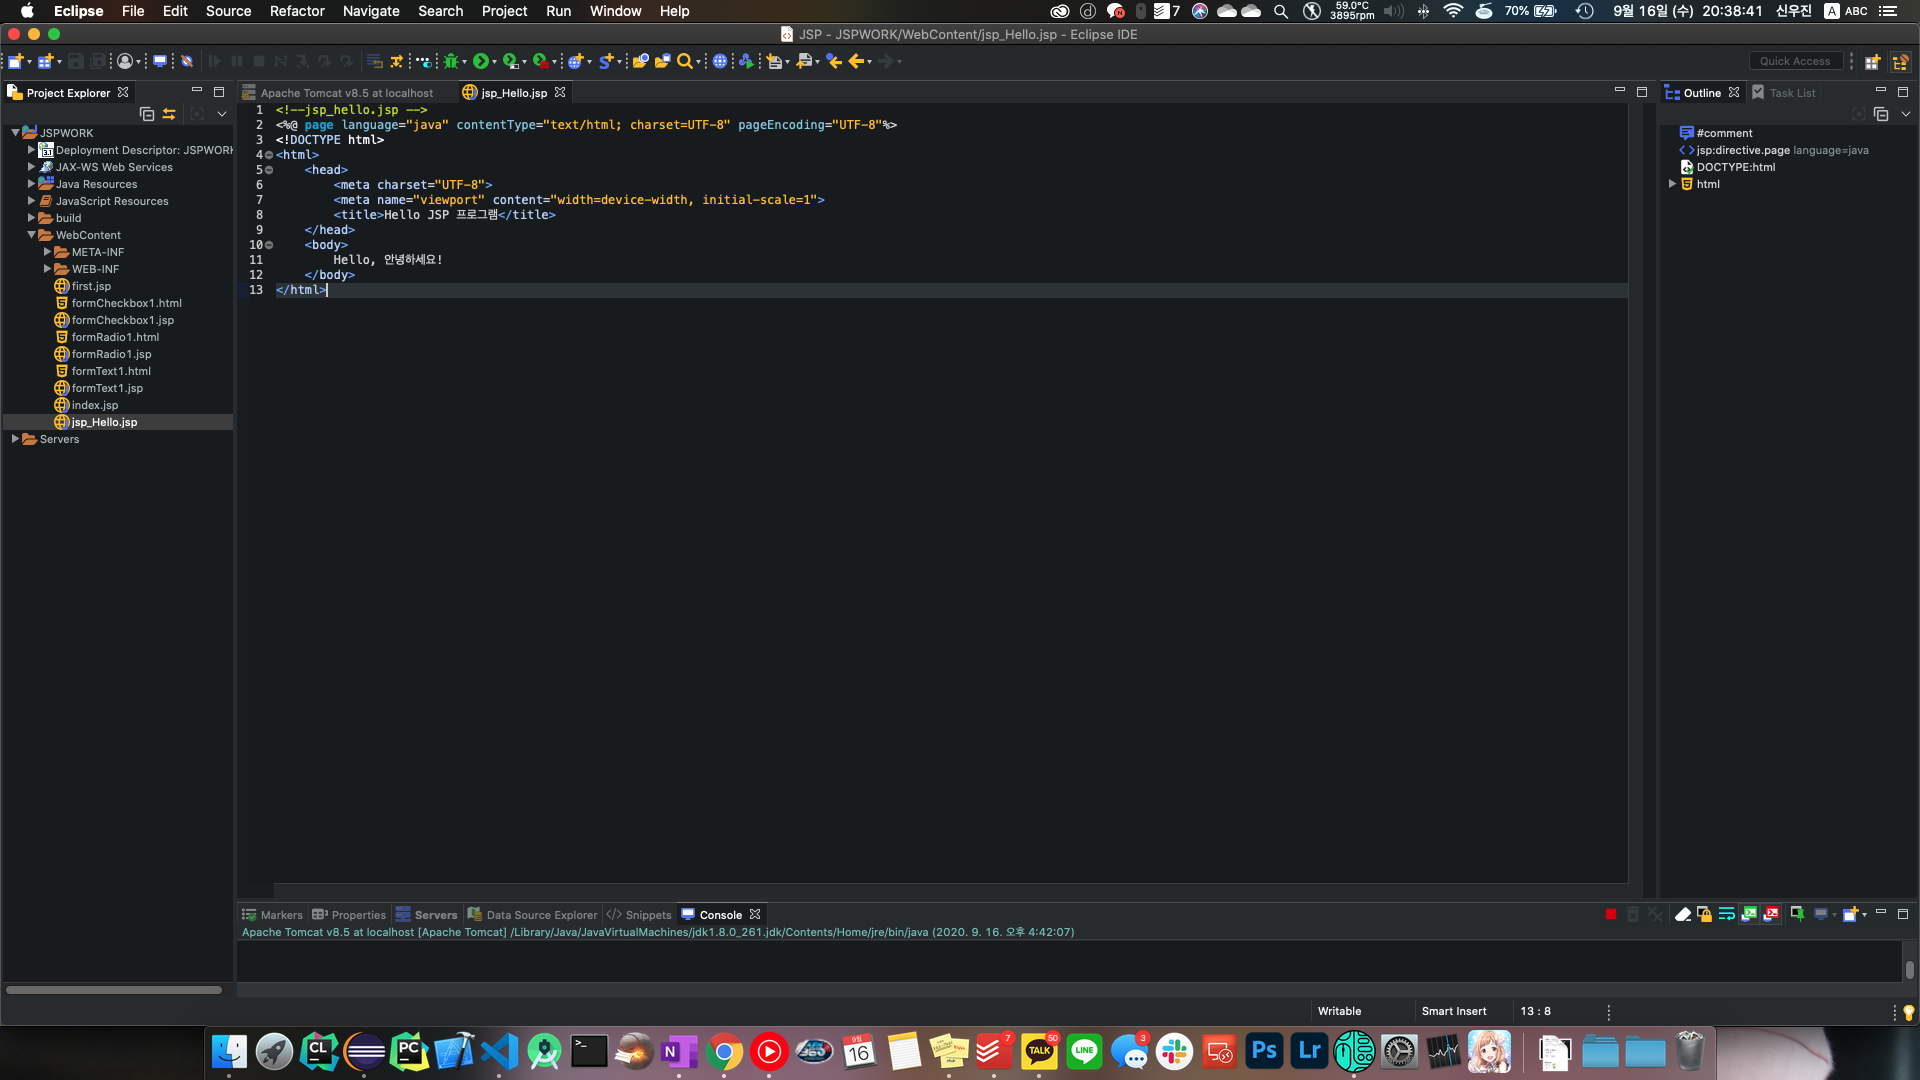 Eclipse File Edit Source Refactor Navigate Search Project Run Window Help
7 59.0°C 3895rpm 70% 9월 16일 (수) 20:38:41 신우진 A ABC
JSP - JSPWORK/WebContent/jsp_Hello.jsp - Eclipse IDE
Quick Access
Project Explorer
JSPWORK
Deployment Descriptor: JSPWORK
JAX-WS Web Services
Java Resources
JavaScript Resources
build
WebContent
META-INF
WEB-INF
first.jsp
formCheckbox1.html
formCheckbox1.jsp
formRadio1.html
formRadio1.jsp
formText1.html
formText1.jsp
index.jsp
jsp_Hello.jsp
Servers
Apache Tomcat v8.5 at localhost jsp_Hello.jsp
1 <!--jsp_hello.jsp -->
2 <%@ page language="java" contentType="text/html; charset=UTF-8" pageEncoding="UTF-8"%>
3 <!DOCTYPE html>
4 <html>
5 <head>
6 <meta charset="UTF-8">
7 <meta name="viewport" content="width=device-width, initial-scale=1">
8 <title>Hello JSP 프로그램</title>
9 </head>
10 <body>
11 Hello, 안녕하세요!
12 </body>
13 </html>
Outline Task List
#comment
jsp:directive.page language=java
DOCTYPE:html
html
Markers Properties Servers Data Source Explorer Snippets Console
Apache Tomcat v8.5 at localhost [Apache Tomcat] /Library/Java/JavaVirtualMachines/jdk1.8.0_261.jdk/Contents/Home/jre/bin/java (2020. 9. 16. 오후 4:42:07)
Writable Smart Insert 13 : 8
CL PC N 9월 16 7 TALK 50 LINE 3 Ps Lr